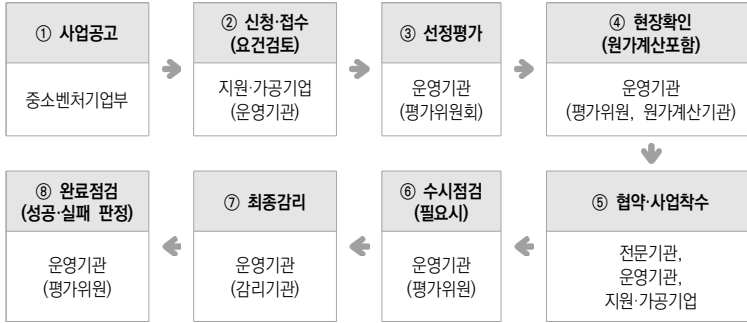 ① 사업공고
중소벤처기업부
② 신청·접수
(요건검토)
지원·가공기업
(운영기관)
③ 선정평가
운영기관
(평가위원회)
④ 현장확인
(원가계산포함)
운영기관
(평가위원, 원가계산기관)
⑤ 협약·사업착수
전문기관,
운영기관,
지원·가공기업
⑥ 수시점검
(필요시)
운영기관
(평가위원)
⑦ 최종감리
운영기관
(감리기관)
⑧ 완료점검
(성공·실패 판정)
운영기관
(평가위원)